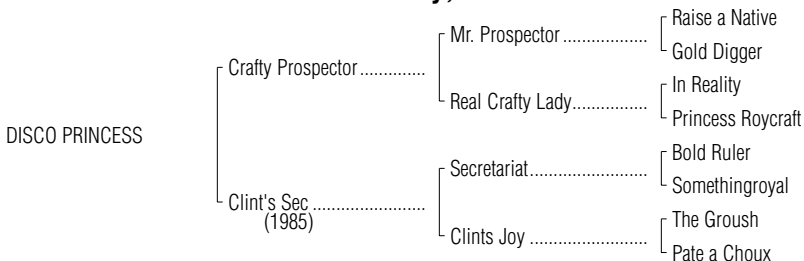 Raise a Native
Mr. Prospector ...................
Gold Digger
Crafty Prospector..............
In Reality
Real Crafty Lady................
Princess Roycraft
DISCO PRINCESS
Bold Ruler
Secretariat.........................
Somethingroyal
Clint's Sec ........................
(1985)
The Groush
Clints Joy .........................
Pate a Choux